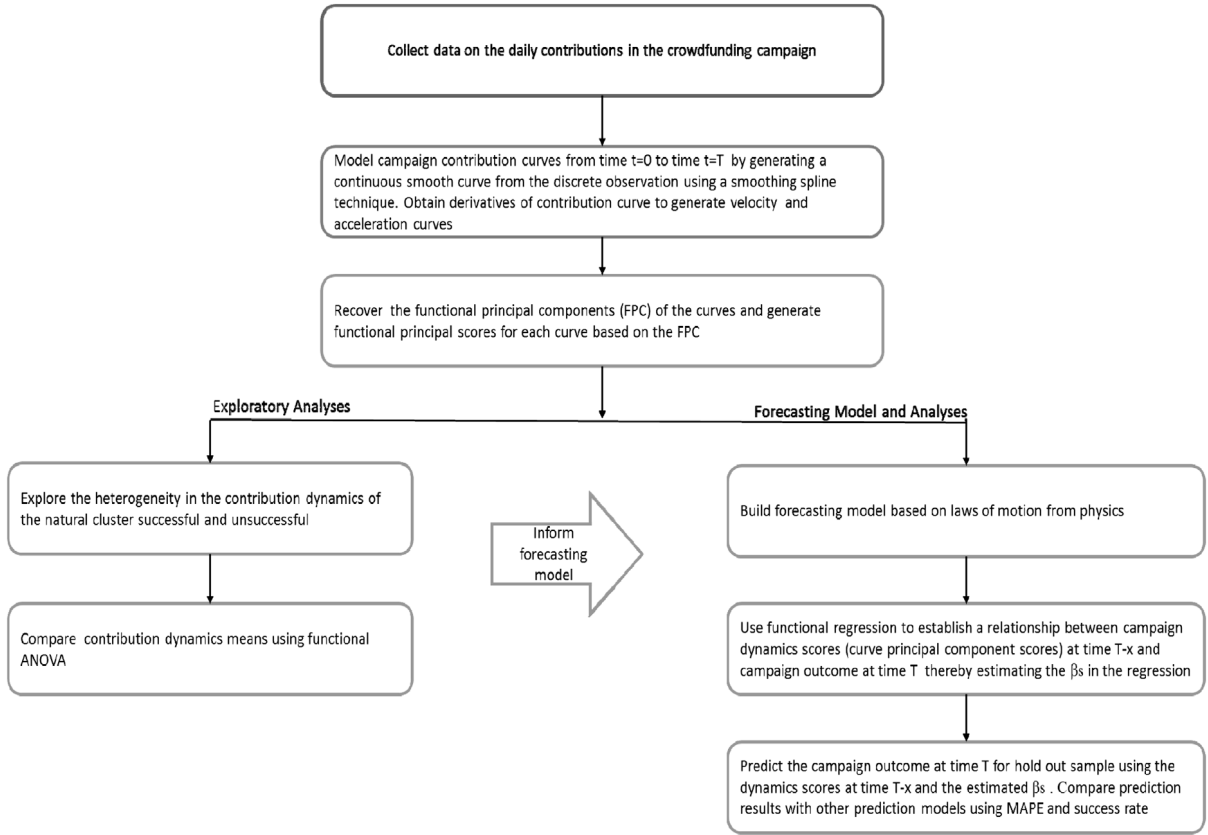 Collect data on the daily contributions in the crowdfunding campaign
Model campaign contribution curves from time t=0 to time t=T by generating a
continuous smooth curve from the discrete observation using a smoothing spline
technique. Obtain derivatives of contribution curve to generate velocity and
acceleration curves
Recover the functional principal components (FPC) of the curves and generate
functional principal scores for each curve based on the FPC
Exploratory Analyses
Forecasting Model and Analyses
Explore the heterogeneity in the contribution dynamics of
the natural cluster successful and unsuccessful
Compare contribution dynamics means using functional
ANOVA
Inform
forecasting
model
Build forecasting model based on laws of motion from physics
Use functional regression to establish a relationship between campaign
dynamics scores (curve principal component scores) at time T-x and
campaign outcome at time T thereby estimating the βs in the regression
Predict the campaign outcome at time T for hold out sample using the
dynamics scores at time T-x and the estimated βs . Compare prediction
results with other prediction models using MAPE and success rate